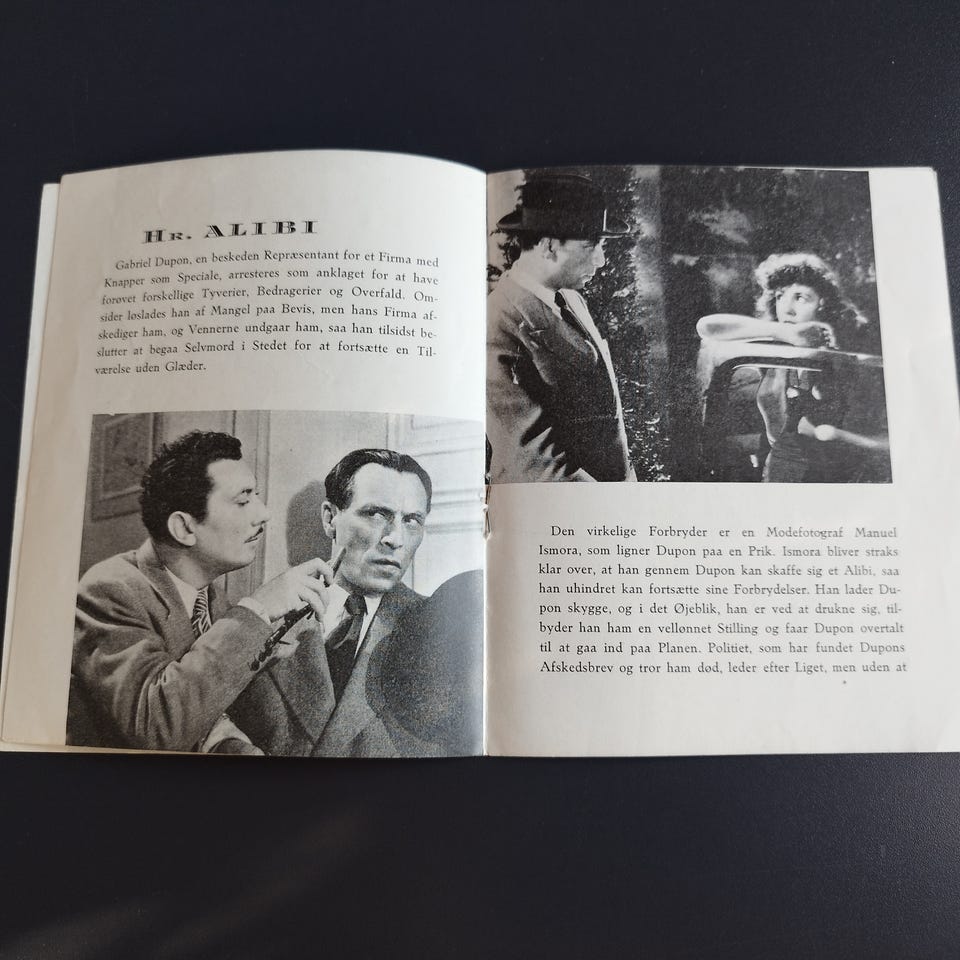 Hr. ALIBI
Gabriel Dupon, en beskeden Repræsentant for et Firma med
Knapper som Speciale, arresteres som anklaget for at have
forøvet forskellige Tyverier, Bedragerier og Overfald. Om-
sider løslades han af Mangel paa Bevis, men hans Firma af-
skediger ham, og Vennerne undgaar ham, saa han tilsidst be-
slutter at begaa Selvmord i Stedet for at fortsætte en Til-
værelse uden Glæder.
Den virkelige Forbryder er en Modefotograf Manuel
Ismora, som ligner Dupon paa en Prik. Ismora bliver straks
klar over, at han gennem Dupon kan skaffe sig et Alibi, saa
han uhindret kan fortsætte sine Forbrydelser. Han lader Du-
pon skygge, og i det Øjeblik, han er ved at drukne sig, til-
byder han ham en vellønnet Stilling og faar Dupon overtalt
til at gaa ind paa Planen. Politiet, som har fundet Dupons
Afskedsbrev og tror ham død, leder efter Liget, men uden at